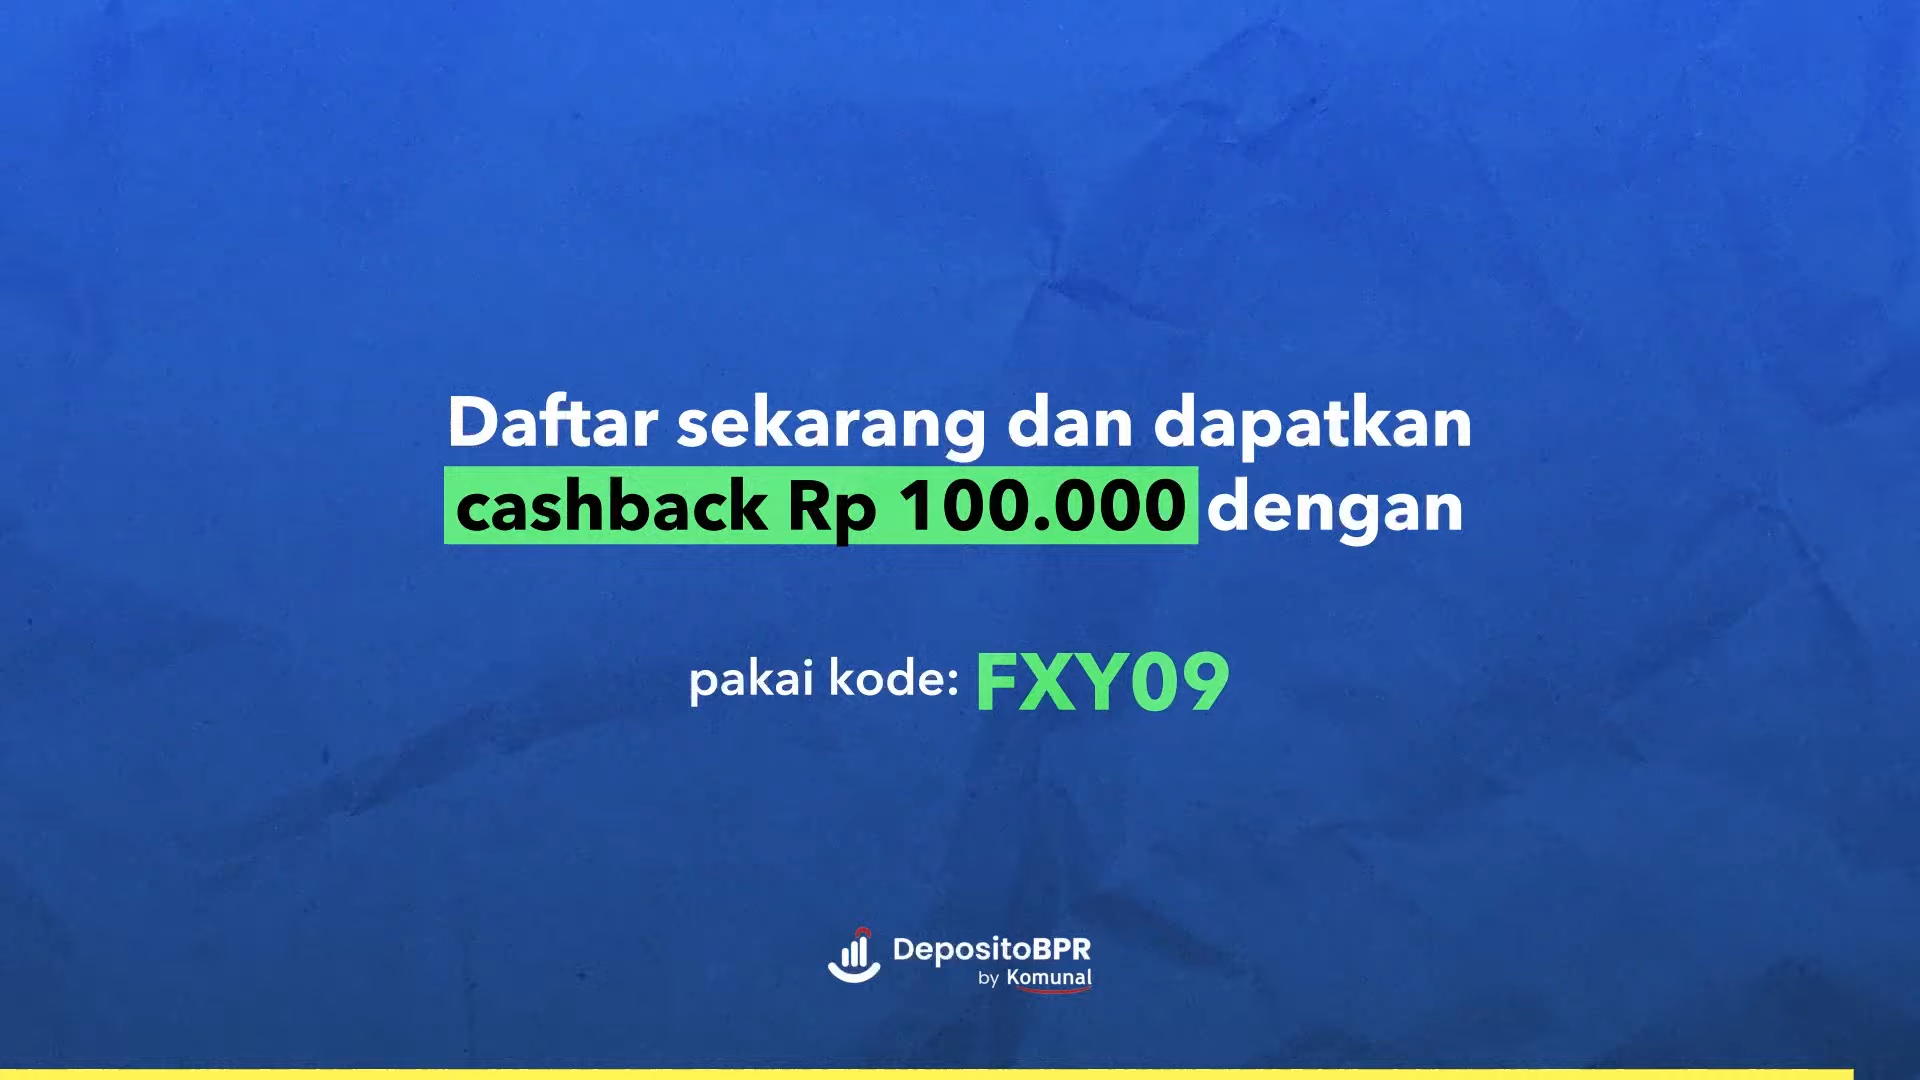 Daftar sekarang dan dapatkan
cashback Rp 100.000 dengan
pakai kode: FXY09
DepositoBPR
by Komunal